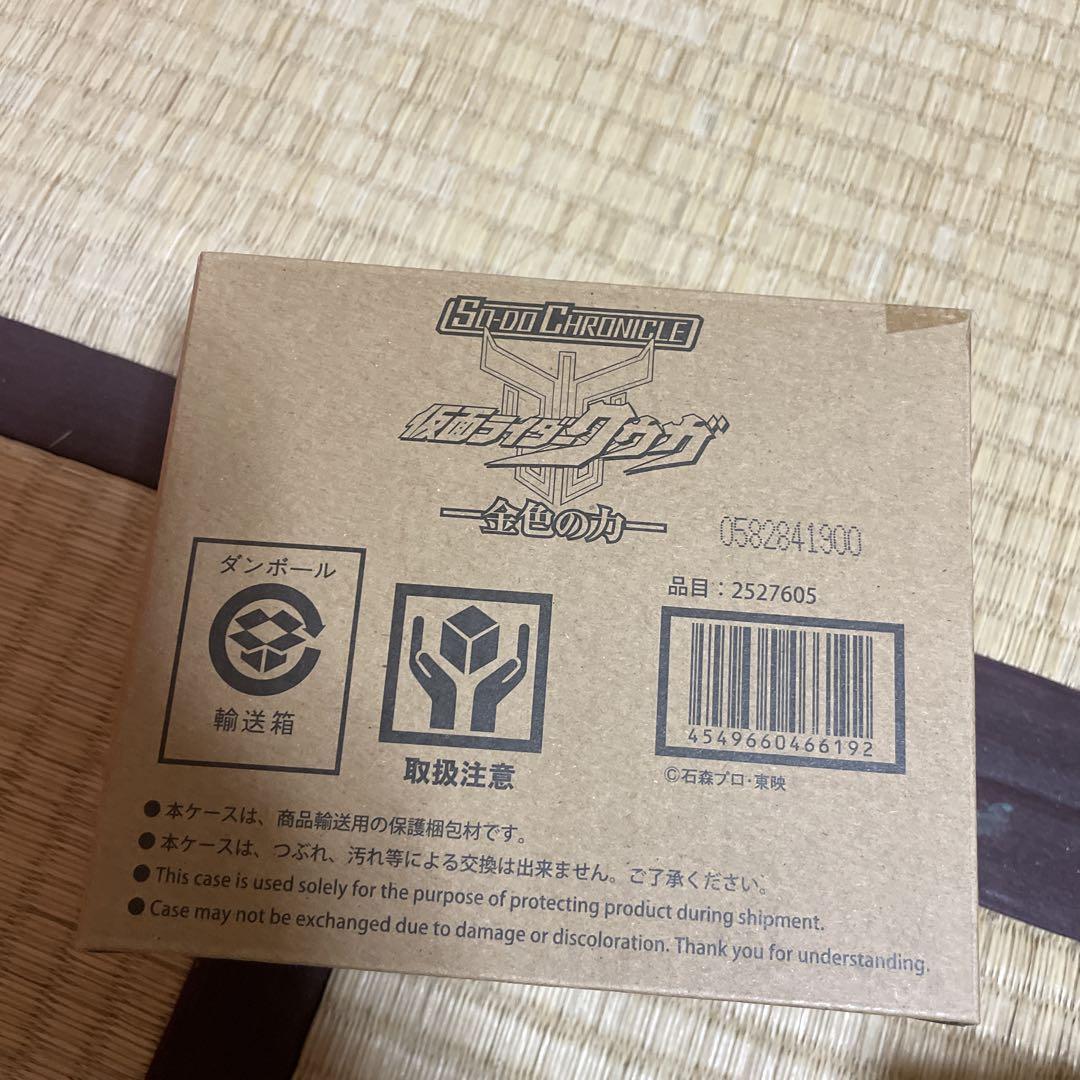 SO-DO CHRONICLE
仮面ライダークウガ
金色の力
0582841900
ダンボール
輸送箱
取扱注意
品目：2527605
4549660466192
©石森プロ・東映
●本ケースは、商品輸送用の保護梱包材です。
●本ケースは、つぶれ、汚れ等による交換は出来ません。ご了承ください。
●This case is used solely for the purpose of protecting product during shipment.
●Case may not be exchanged due to damage or discoloration. Thank you for understanding.